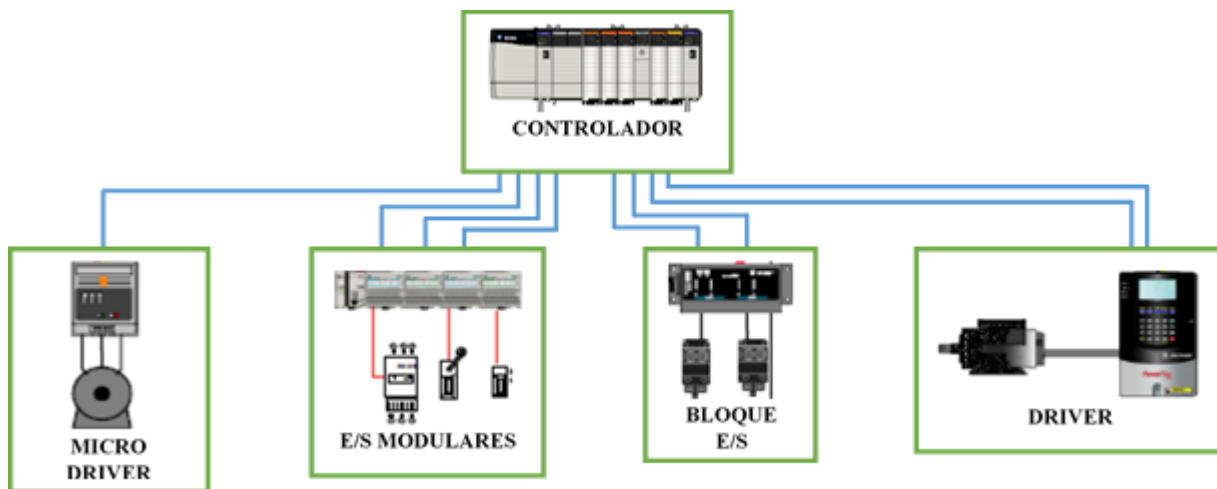 CONTROLADOR
MICRO
DRIVER
E/S MODULARES
BLOQUE
E/S
DRIVER